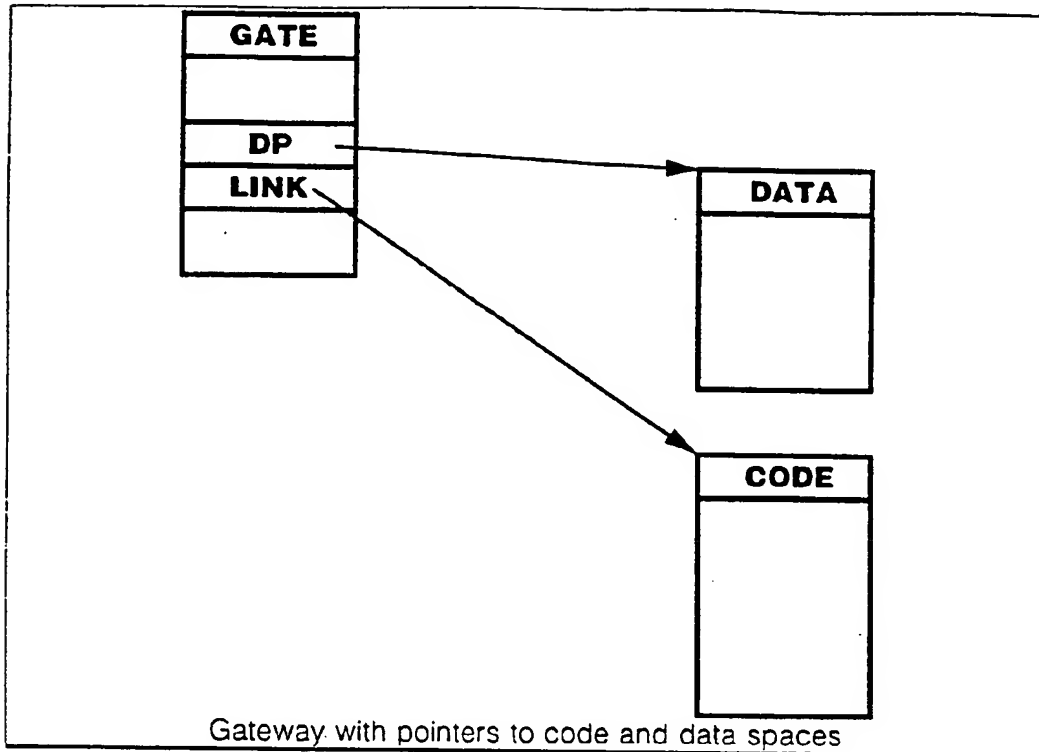 GATE
DP
LINK
DATA
CODE
Gateway with pointers to code and data spaces